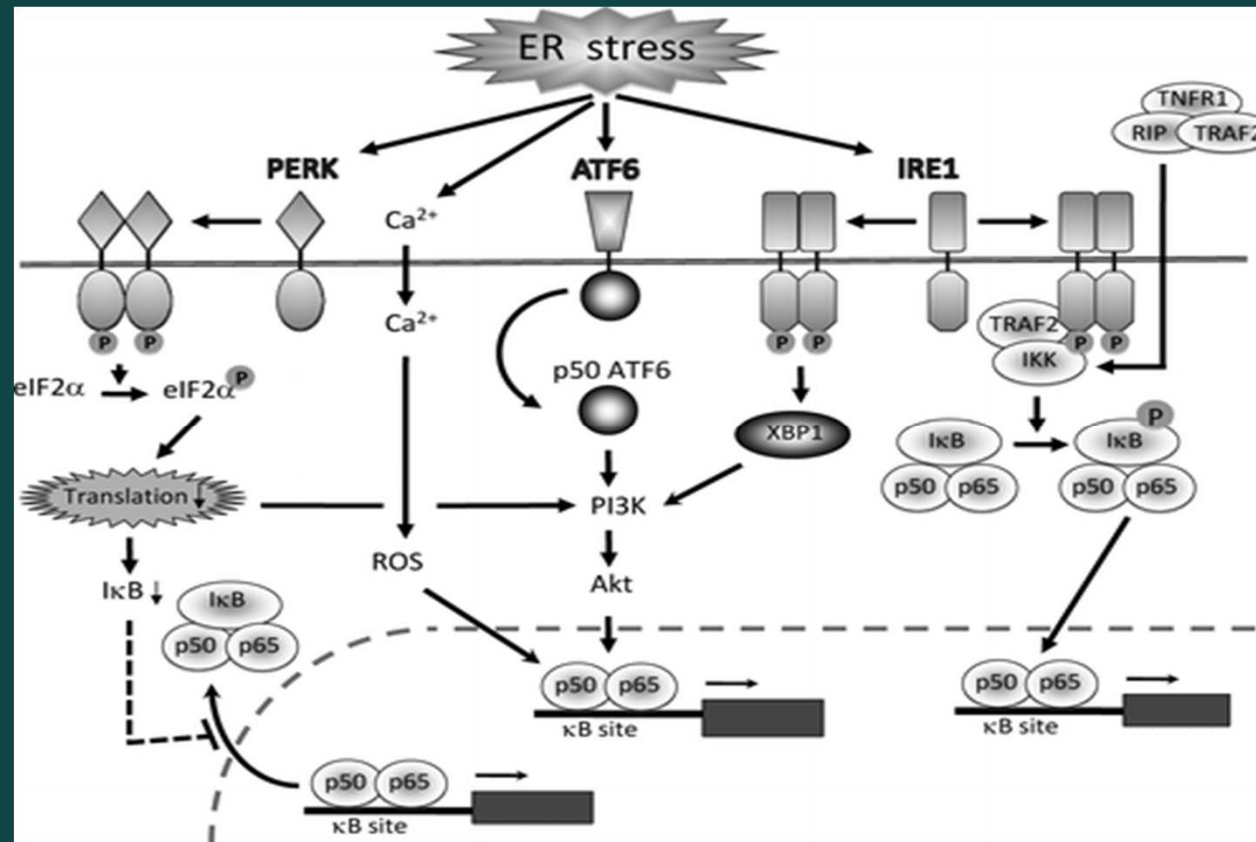 ER stress
TNFR1
RIP TRAF2
PERK
ATF6
IRE1
Ca²⁺
Ca²⁺
P P
P P
TRAF2
P P
IKK
eIF2α
eIF2α
P
p50 ATF6
XBP1
P
IκB
IκB
p50 p65
p50 p65
Translation ↓
PI3K
ROS
Akt
IκB ↓
IκB
p50 p65
p50 p65
κB site
p50 p65
κB site
p50 p65
κB site